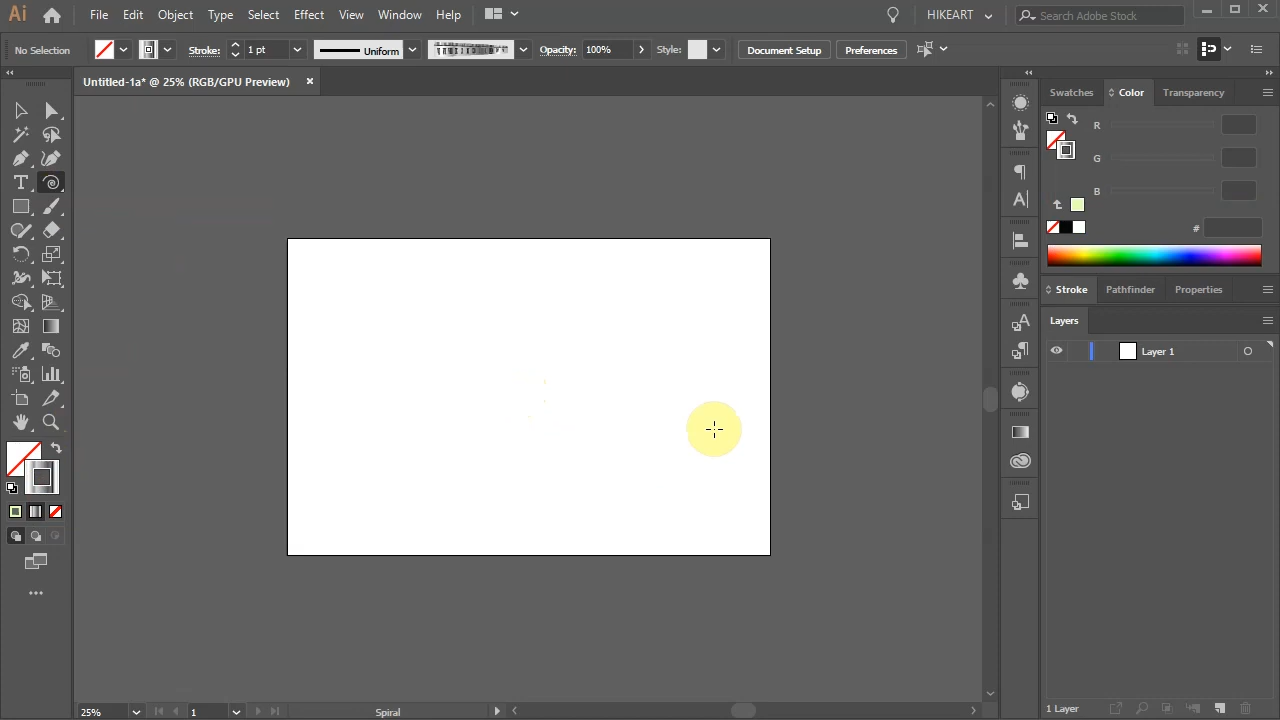 Ai File Edit Object Type Select Effect View Window Help HIKEART Search Adobe Stock
No Selection Stroke: 1 pt Uniform Opacity: 100% Style: Document Setup Preferences
Untitled-1a* @ 25% (RGB/GPU Preview)
Swatches Color Transparency
R
G
B
#
Stroke Pathfinder Properties
Layers
Layer 1
25% 1 Spiral
1 Layer